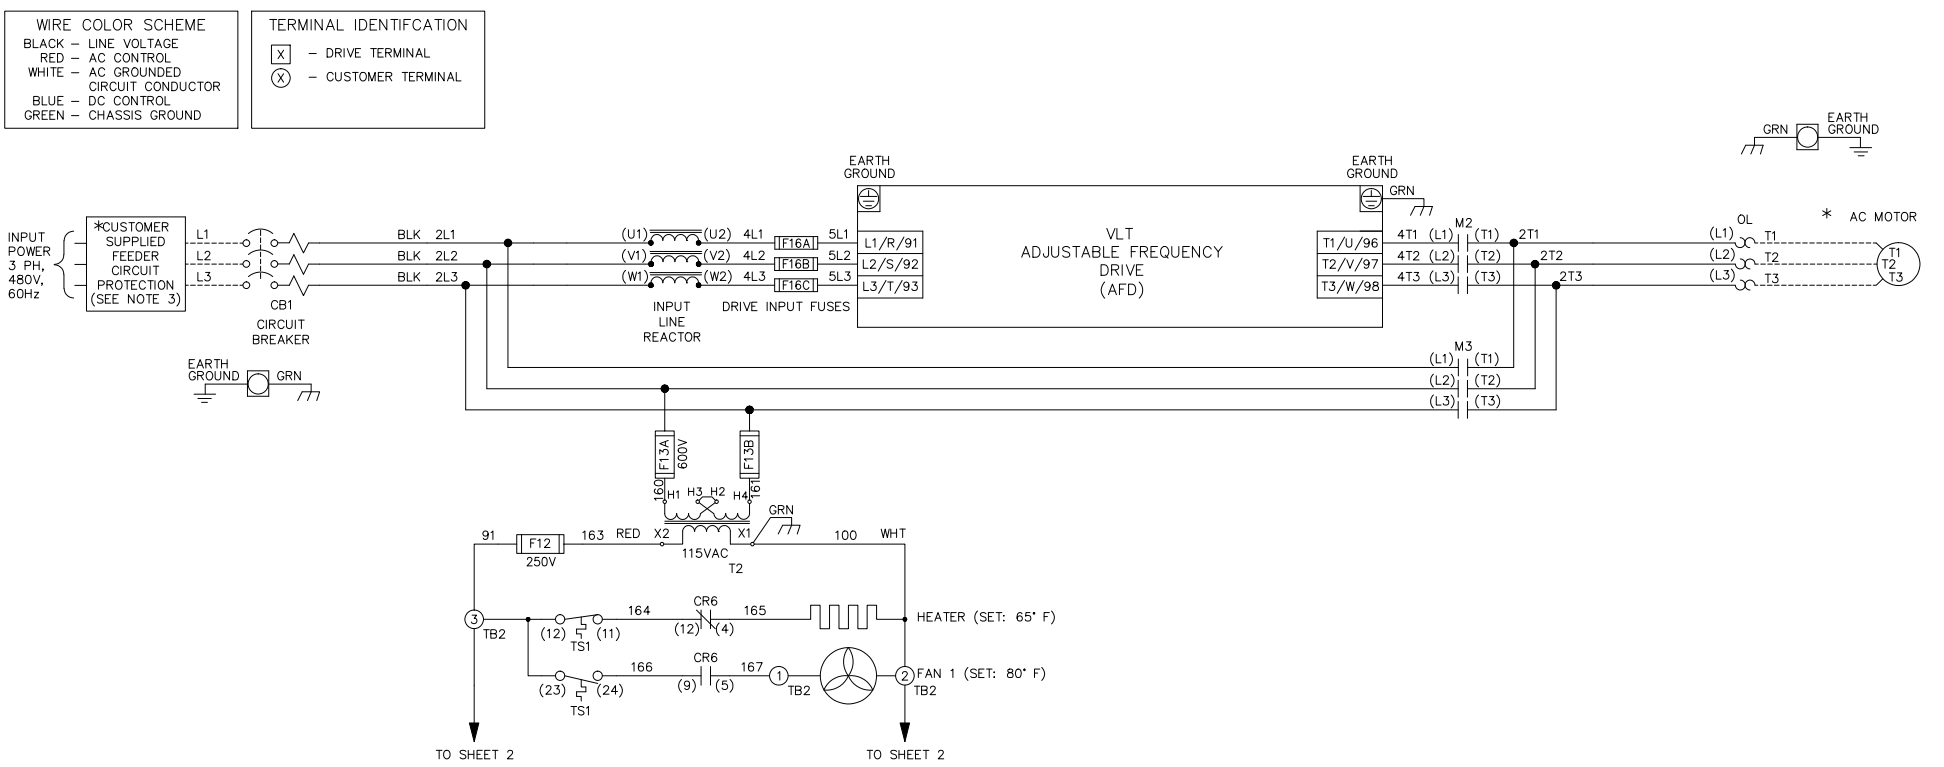 WIRE COLOR SCHEME
BLACK – LINE VOLTAGE
RED – AC CONTROL
WHITE – AC GROUNDED
CIRCUIT CONDUCTOR
BLUE – DC CONTROL
GREEN – CHASSIS GROUND
TERMINAL IDENTIFCATION
X – DRIVE TERMINAL
X – CUSTOMER TERMINAL
GRN
EARTH
GROUND
INPUT
POWER
3 PH,
480V,
60Hz
*CUSTOMER
SUPPLIED
FEEDER
CIRCUIT
PROTECTION
(SEE NOTE 3)
L1
L2
L3
CB1
CIRCUIT
BREAKER
BLK 2L1
BLK 2L2
BLK 2L3
(U1) (U2) 4L1 F16A 5L1
(V1) (V2) 4L2 F16B 5L2
(W1) (W2) 4L3 F16C 5L3
INPUT
LINE
REACTOR
DRIVE INPUT FUSES
EARTH
GROUND
L1/R/91
L2/S/92
L3/T/93
VLT
ADJUSTABLE FREQUENCY
DRIVE
(AFD)
EARTH
GROUND
GRN
T1/U/96
T2/V/97
T3/W/98
M2
4T1 (L1) (T1) 2T1
4T2 (L2) (T2) 2T2
4T3 (L3) (T3) 2T3
OL
(L1) T1
(L2) T2
(L3) T3
* AC MOTOR
T1
T2
T3
M3
(L1) (T1)
(L2) (T2)
(L3) (T3)
EARTH
GROUND
GRN
F13A
600V
F13B
160
161
H1 H3 H2 H4
GRN
91 F12 163 RED X2 X1 100 WHT
250V
115VAC
T2
3
TB2
(12) (11)
TS1
164
CR6
(12) (4)
165
HEATER (SET: 65° F)
(23) (24)
TS1
166
CR6
(9) (5)
167
1
TB2
2
TB2
FAN 1 (SET: 80° F)
TO SHEET 2
TO SHEET 2